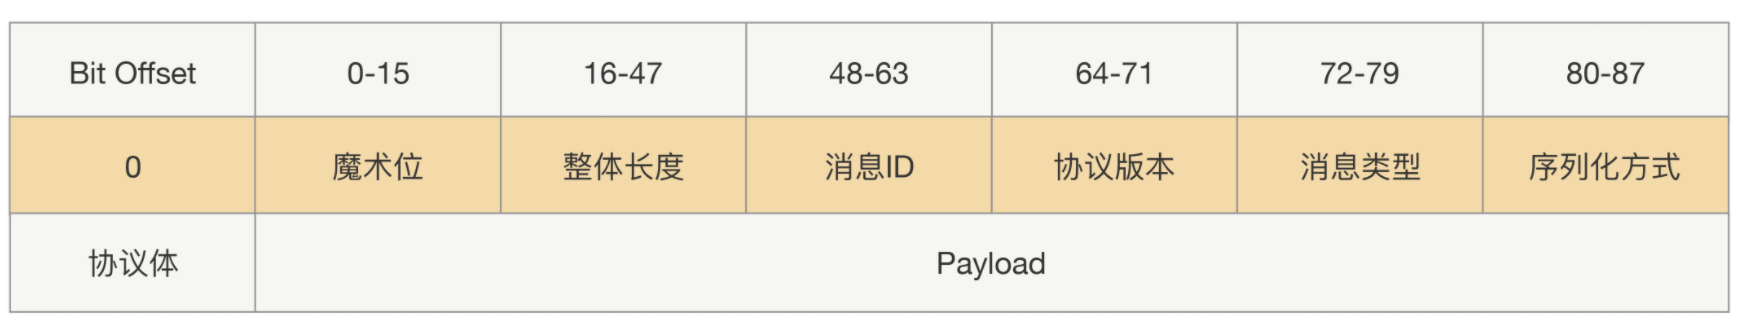 Bit Offset 0-15 16-47 48-63 64-71 72-79 80-87
0 魔术位 整体长度 消息ID 协议版本 消息类型 序列化方式
协议体 Payload